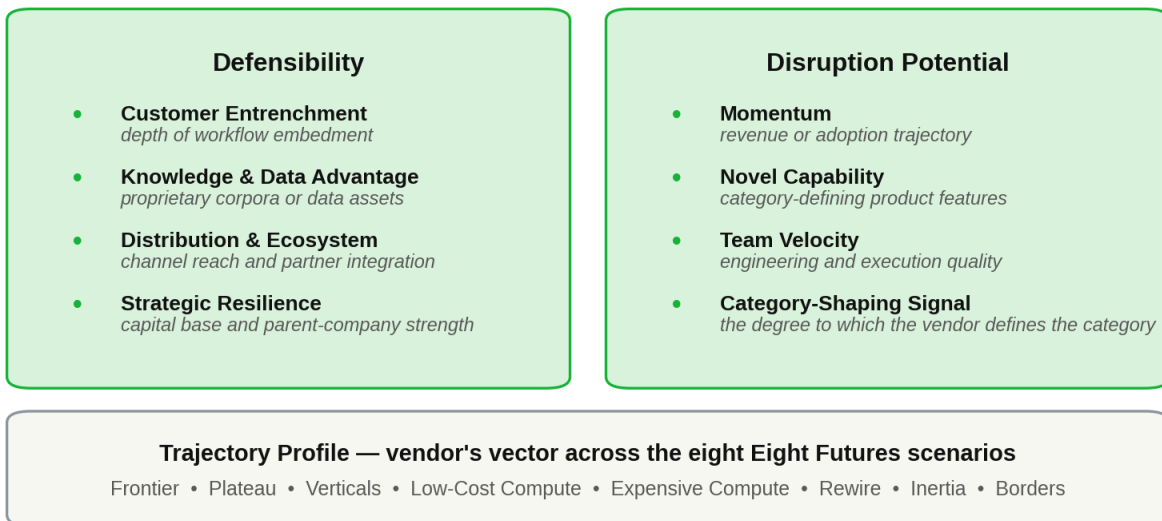 Defensibility
• Customer Entrenchment
depth of workflow embedment
• Knowledge & Data Advantage
proprietary corpora or data assets
• Distribution & Ecosystem
channel reach and partner integration
• Strategic Resilience
capital base and parent-company strength
Disruption Potential
• Momentum
revenue or adoption trajectory
• Novel Capability
category-defining product features
• Team Velocity
engineering and execution quality
• Category-Shaping Signal
the degree to which the vendor defines the category
Trajectory Profile — vendor's vector across the eight Eight Futures scenarios
Frontier • Plateau • Verticals • Low-Cost Compute • Expensive Compute • Rewire • Inertia • Borders